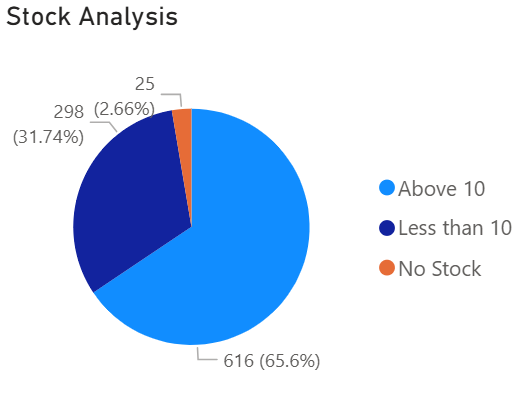 Stock Analysis
25
(2.66%)
298
(31.74%)
616 (65.6%)
Above 10
Less than 10
No Stock